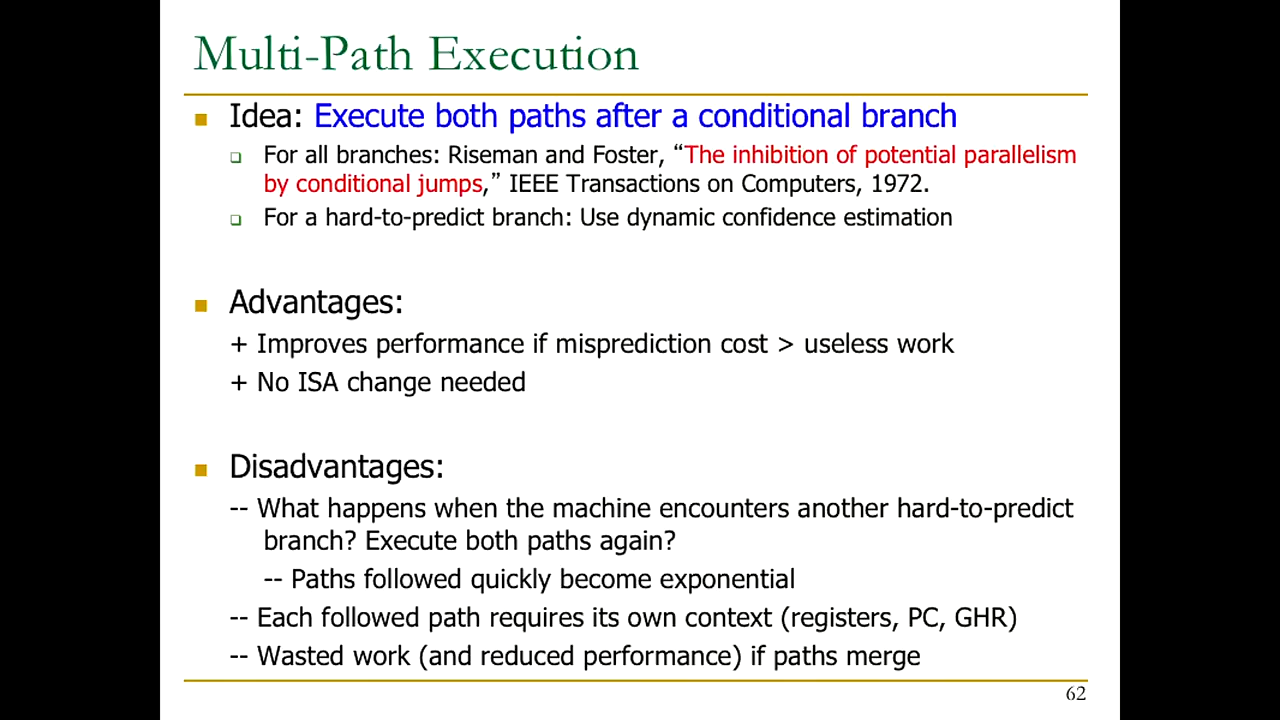 Multi-Path Execution
Idea: Execute both paths after a conditional branch
For all branches: Riseman and Foster, “The inhibition of potential parallelism
by conditional jumps,” IEEE Transactions on Computers, 1972.
For a hard-to-predict branch: Use dynamic confidence estimation
Advantages:
+ Improves performance if misprediction cost > useless work
+ No ISA change needed
Disadvantages:
-- What happens when the machine encounters another hard-to-predict
branch? Execute both paths again?
-- Paths followed quickly become exponential
-- Each followed path requires its own context (registers, PC, GHR)
-- Wasted work (and reduced performance) if paths merge
62